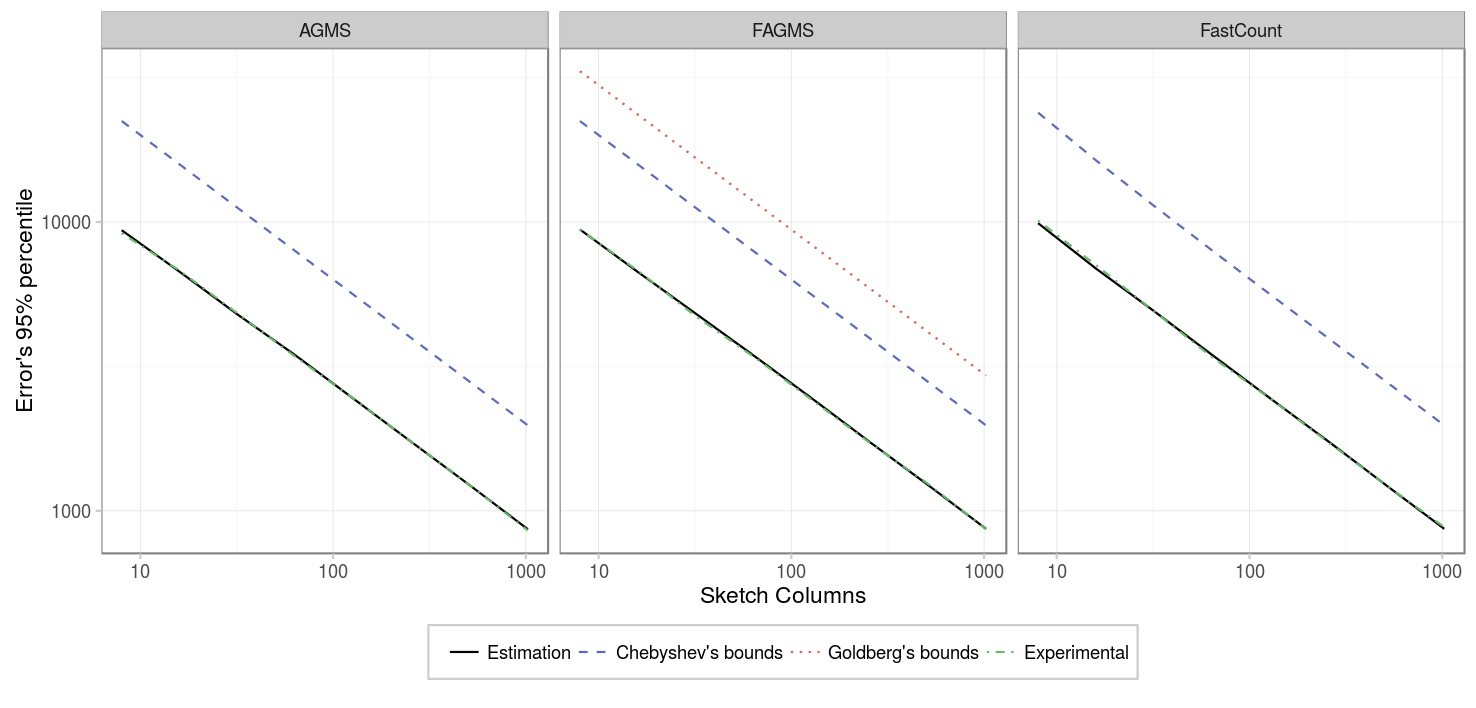 AGMS
FAGMS
FastCount
Error's 95% percentile
10000
1000
10
100
1000
10
100
1000
10
100
1000
Sketch Columns
Estimation
Chebyshev's bounds
Goldberg's bounds
Experimental